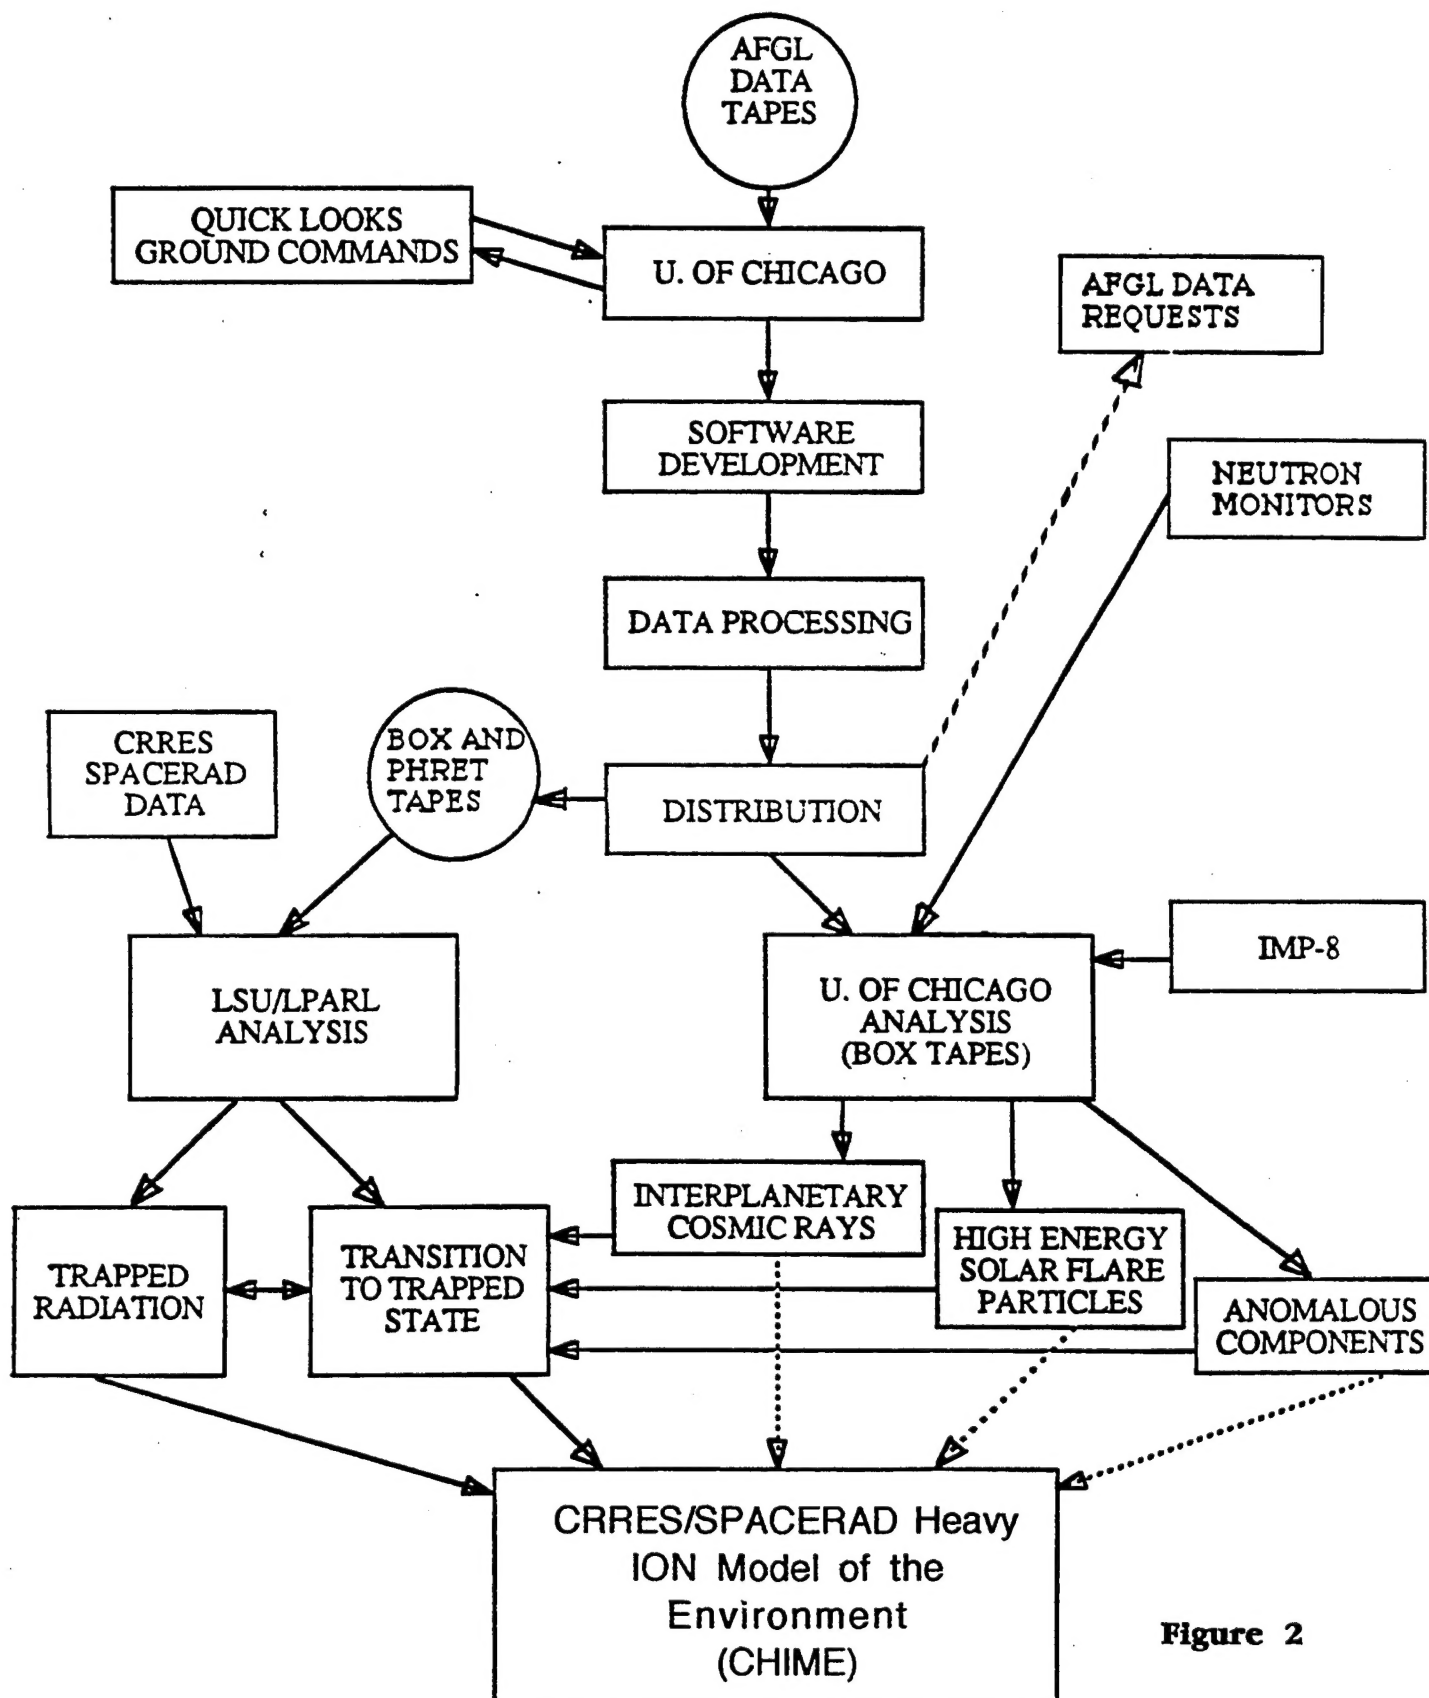 AFGL
DATA
TAPES
QUICK LOOKS
GROUND COMMANDS
U. OF CHICAGO
AFGL DATA
REQUESTS
SOFTWARE
DEVELOPMENT
NEUTRON
MONITORS
DATA PROCESSING
CRRES
SPACERAD
DATA
BOX AND
PHRET
TAPES
DISTRIBUTION
LSU/LPARL
ANALYSIS
U. OF CHICAGO
ANALYSIS
(BOX TAPES)
IMP-8
INTERPLANETARY
COSMIC RAYS
HIGH ENERGY
SOLAR FLARE
PARTICLES
TRAPPED
RADIATION
TRANSITION
TO TRAPPED
STATE
ANOMALOUS
COMPONENTS
CRRES/SPACERAD Heavy
ION Model of the
Environment
(CHIME)
Figure 2